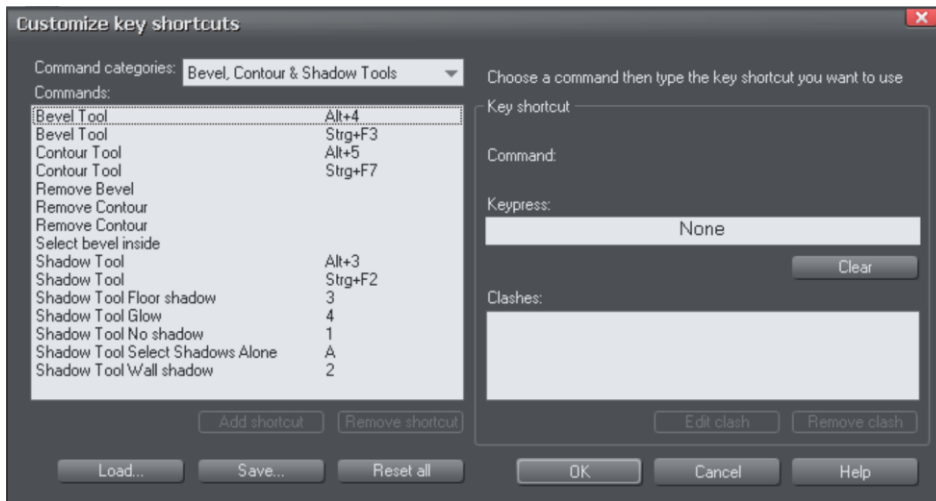 Customize key shortcuts
Command categories: Bevel, Contour & Shadow Tools
Choose a command then type the key shortcut you want to use
Commands:
Key shortcut
Bevel Tool Alt+4
Bevel Tool Strg+F3
Contour Tool Alt+5
Contour Tool Strg+F7
Remove Bevel
Remove Contour
Remove Contour
Select bevel inside
Shadow Tool Alt+3
Shadow Tool Strg+F2
Shadow Tool Floor shadow 3
Shadow Tool Glow 4
Shadow Tool No shadow 1
Shadow Tool Select Shadows Alone A
Shadow Tool Wall shadow 2
Command:
Keypress:
None
Clear
Clashes:
Add shortcut Remove shortcut
Edit clash Remove clash
Load... Save... Reset all
OK Cancel Help